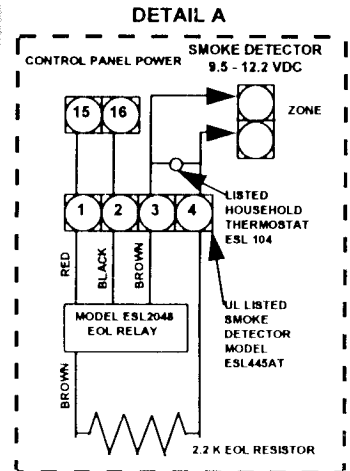 DETAIL A
SMOKE DETECTOR
9.5 - 12.2 VDC
CONTROL PANEL POWER
ZONE
15 16
1 2 3 4
LISTED
HOUSEHOLD
THERMOSTAT
ESL 104
RED
BLACK
BROWN
UL LISTED
SMOKE
DETECTOR
MODEL
ESL445AT
MODEL ESL2048
EOL RELAY
BROWN
2.2 K EOL RESISTOR